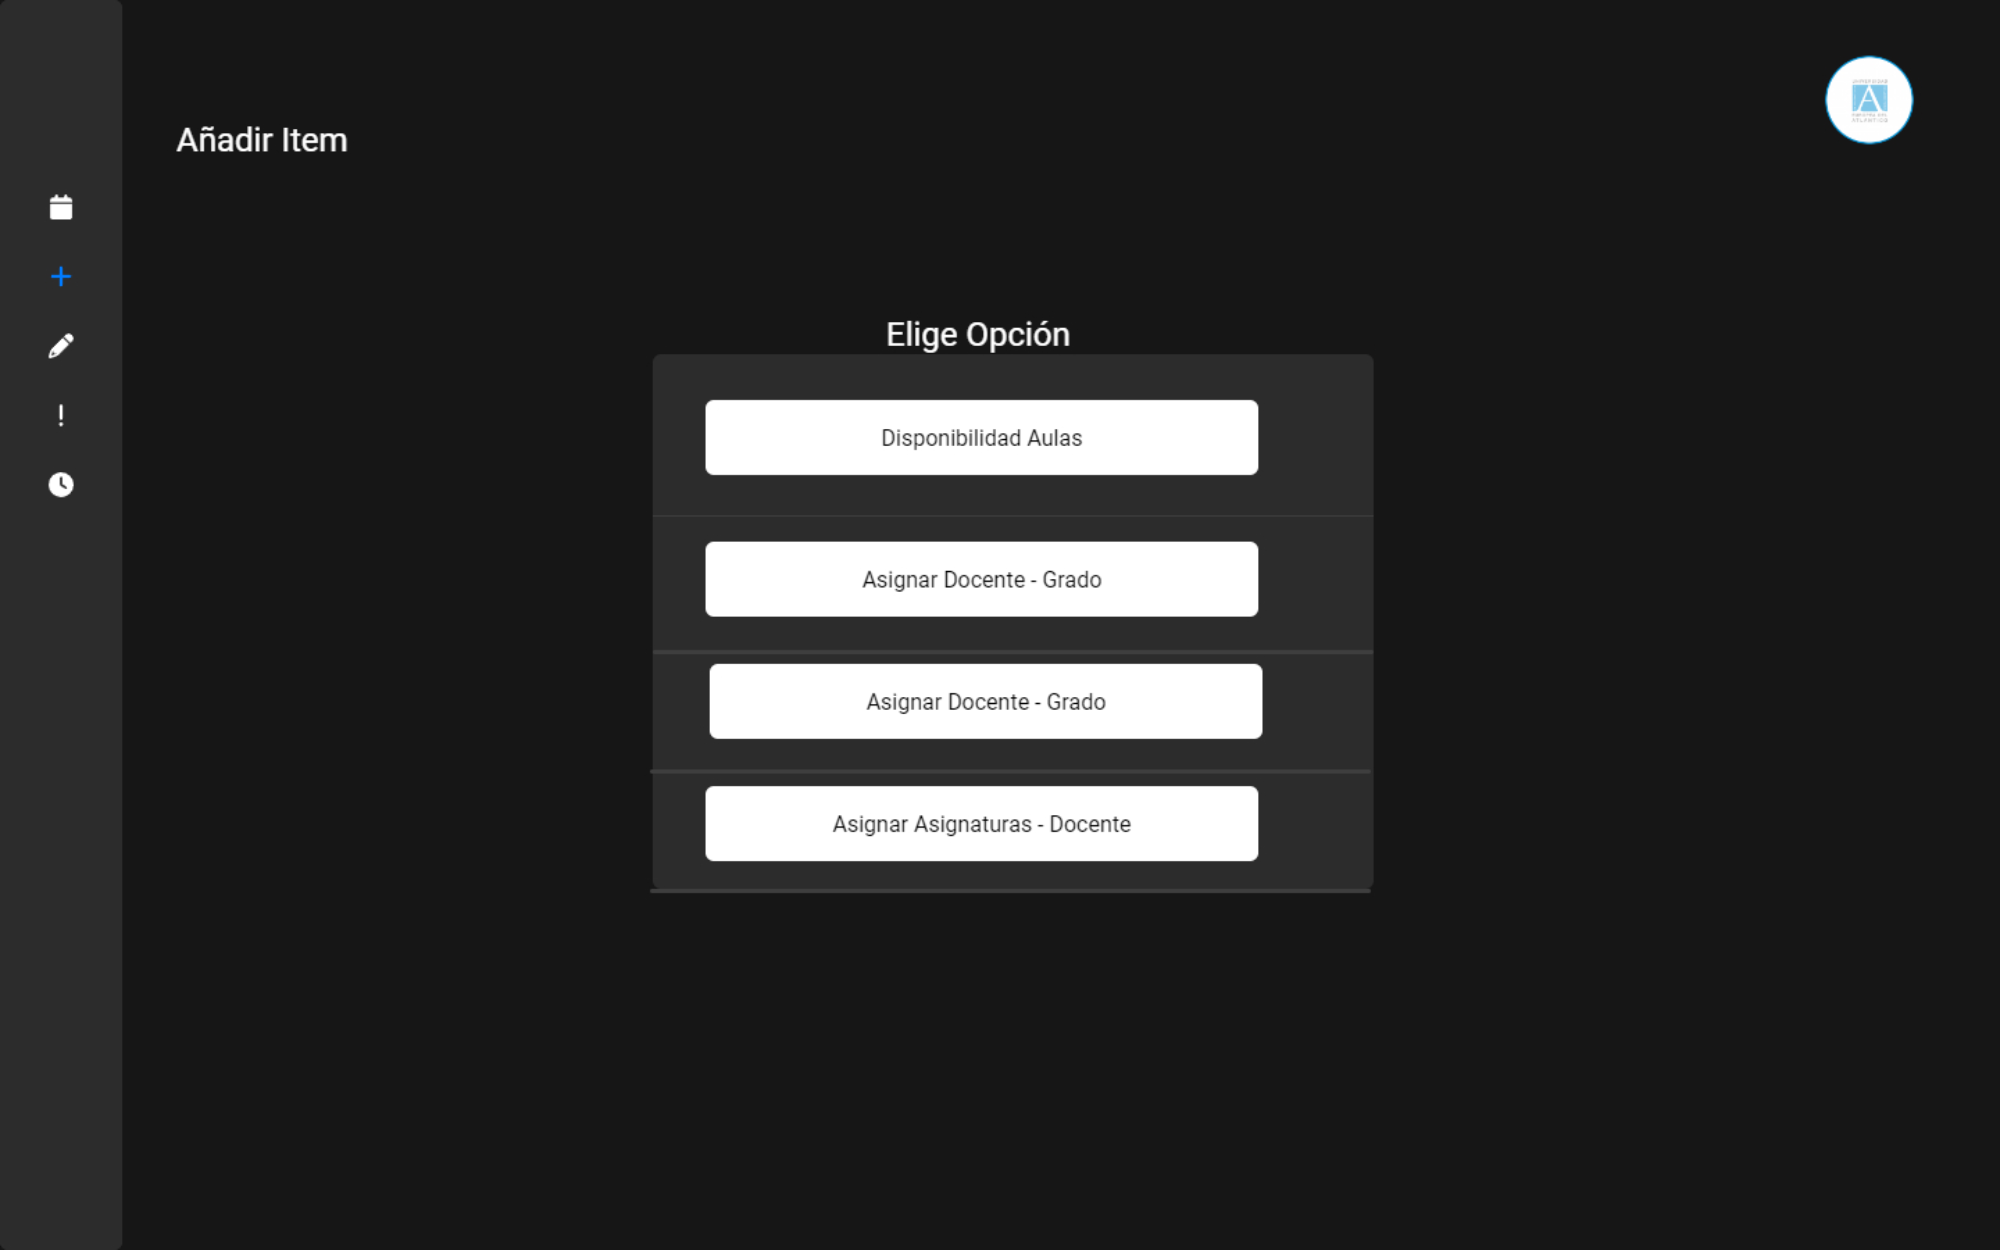 Añadir Item
A
Elige Opción
Disponibilidad Aulas
Asignar Docente - Grado
Asignar Docente - Grado
Asignar Asignaturas - Docente